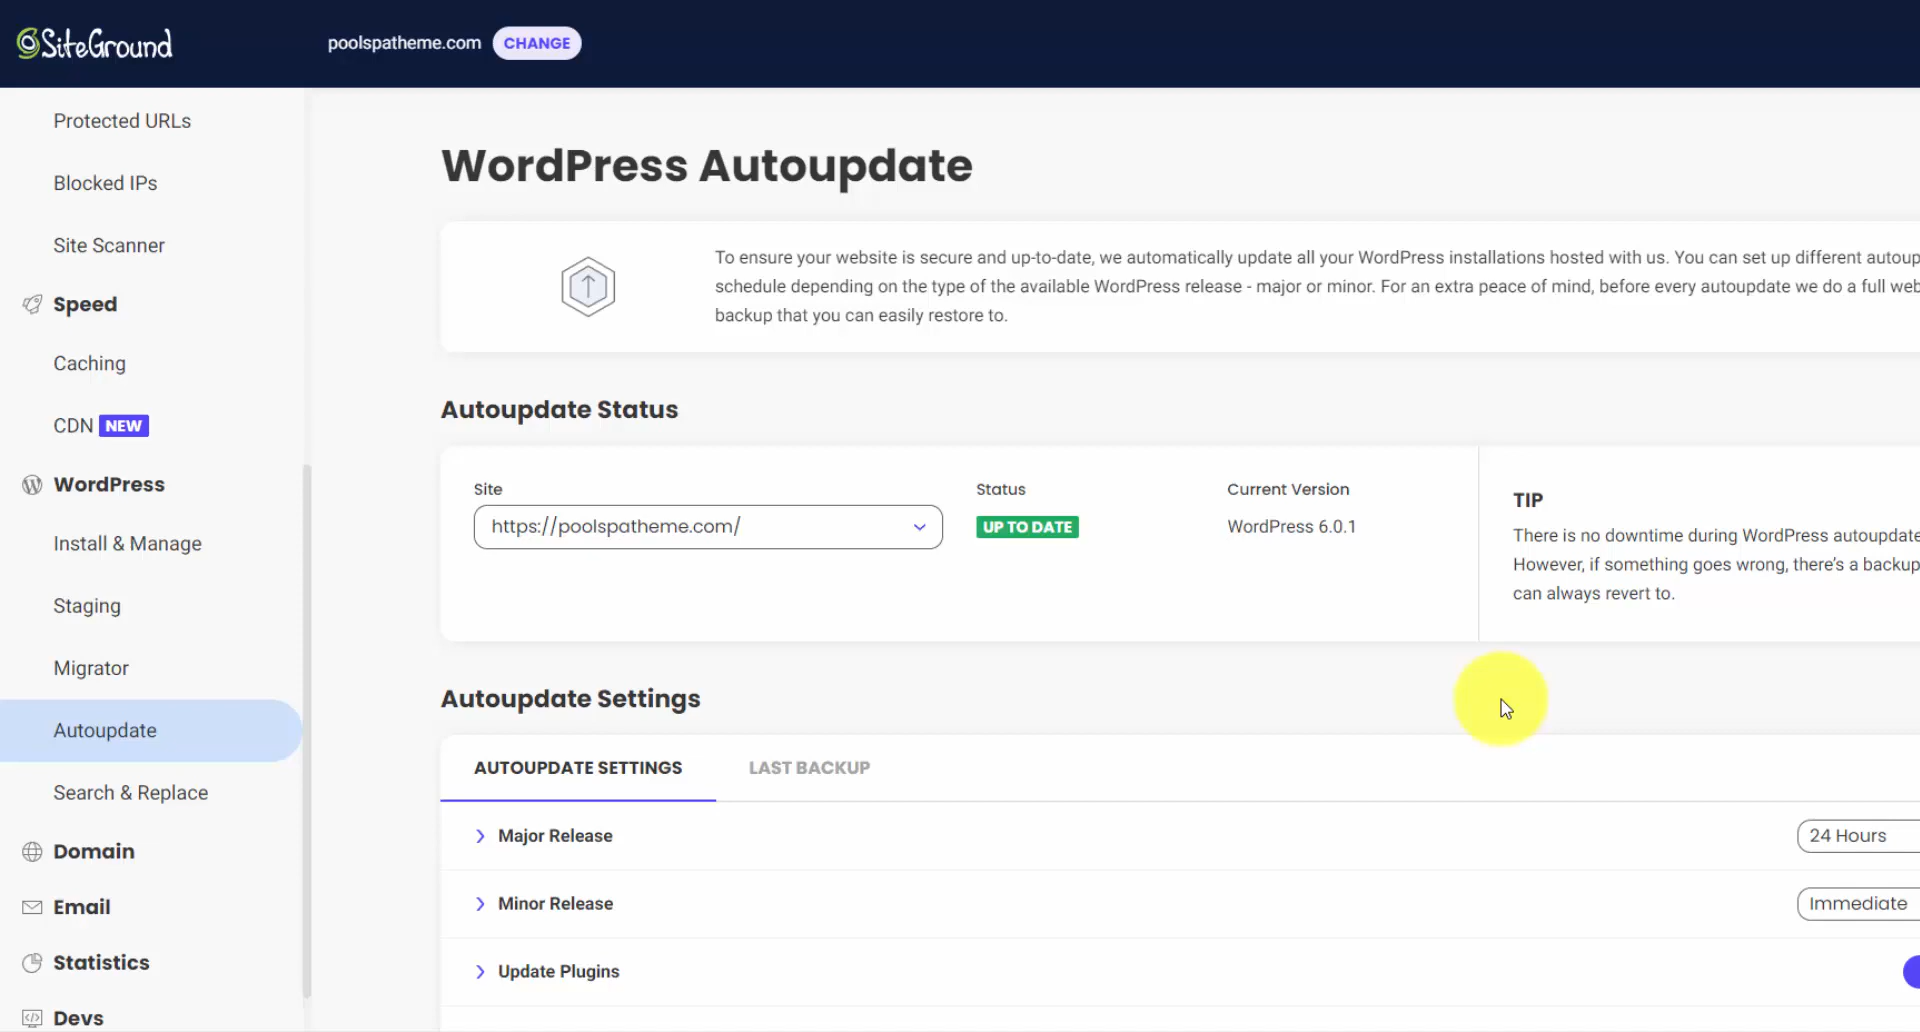 SiteGround
poolspatheme.com CHANGE
Protected URLs
Blocked IPs
Site Scanner
Speed
Caching
CDN NEW
WordPress
Install & Manage
Staging
Migrator
Autoupdate
Search & Replace
Domain
Email
Statistics
Devs
WordPress Autoupdate
To ensure your website is secure and up-to-date, we automatically update all your WordPress installations hosted with us. You can set up different autoup
schedule depending on the type of the available WordPress release - major or minor. For an extra peace of mind, before every autoupdate we do a full web
backup that you can easily restore to.
Autoupdate Status
Site
https://poolspatheme.com/
Status
UP TO DATE
Current Version
WordPress 6.0.1
TIP
There is no downtime during WordPress autoupdate
However, if something goes wrong, there's a backup
can always revert to.
Autoupdate Settings
AUTOUPDATE SETTINGS LAST BACKUP
Major Release 24 Hours
Minor Release Immediate
Update Plugins